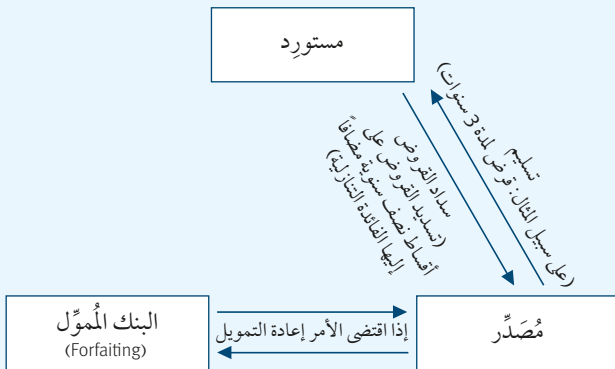 مستورِد
تسليم
(على سبيل المثال: قرض لمدة 3 سنوات)
سداد القروض
(تسديد القروض على
أقساط نصف سنوية مضافاً
إليها الفائدة التنازلية)
البنك المُموِّل
(Forfaiting)
إذا اقتضى الأمر إعادة التمويل
مُصَدِّر